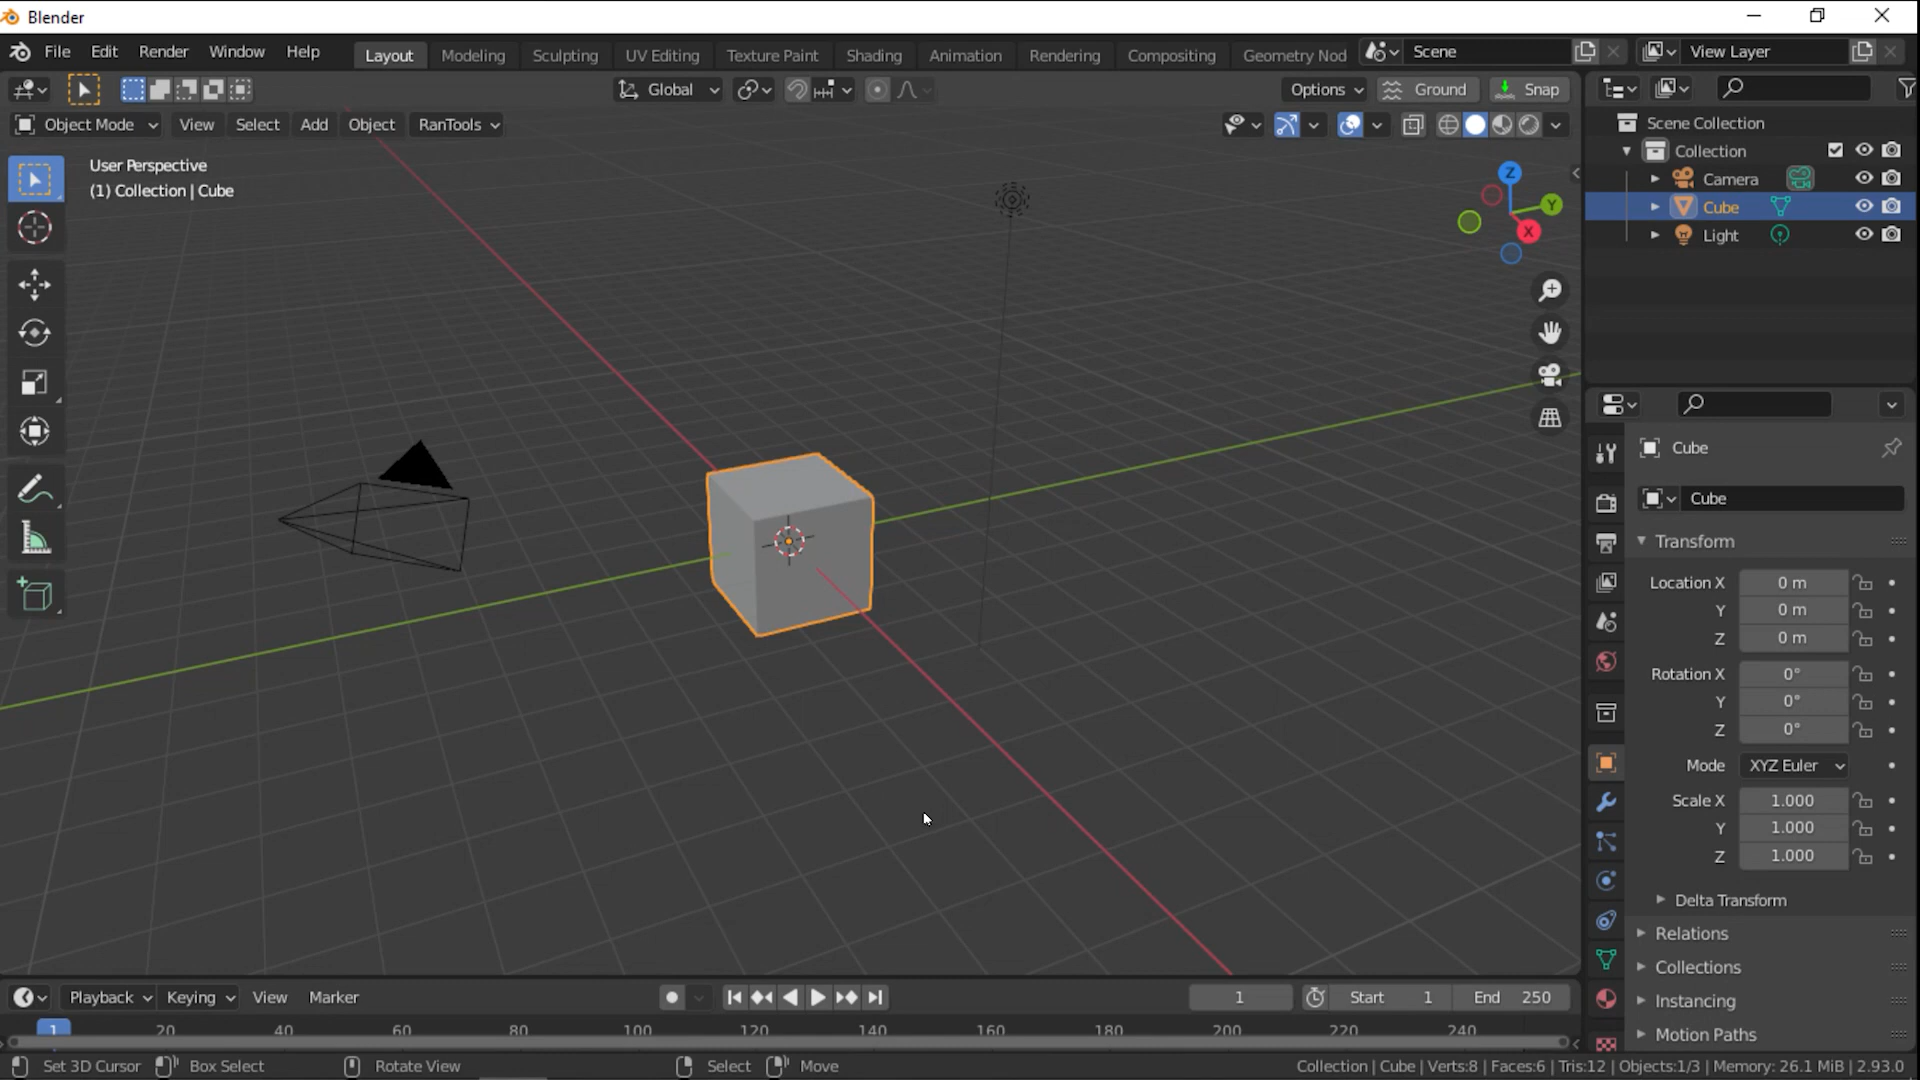 Blender
File Edit Render Window Help Layout Modeling Sculpting UV Editing Texture Paint Shading Animation Rendering Compositing Geometry Nod Scene View Layer
Global Options Ground Snap
Object Mode View Select Add Object RanTools
User Perspective
(1) Collection | Cube
Z
Y
X
Scene Collection
Collection
Camera
Cube
Light
Cube
Cube
Transform
Location X 0 m
Y 0 m
Z 0 m
Rotation X 0°
Y 0°
Z 0°
Mode XYZ Euler
Scale X 1.000
Y 1.000
Z 1.000
Delta Transform
Relations
Collections
Instancing
Motion Paths
Playback Keying View Marker 1 Start 1 End 250
1 20 40 60 80 100 120 140 160 180 200 220 240
Set 3D Cursor Box Select Rotate View Select Move Collection | Cube | Verts:8 | Faces:6 | Tris:12 | Objects:1/3 | Memory: 26.1 MiB | 2.93.0